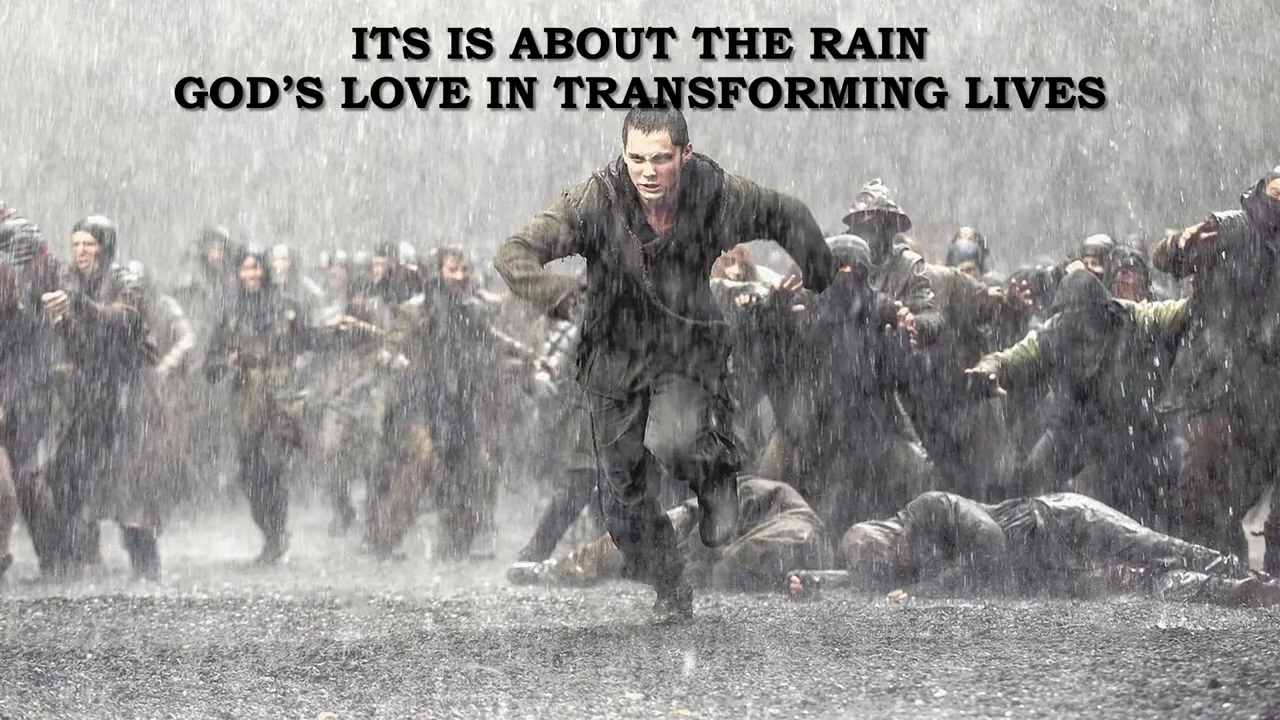 ITS IS ABOUT THE RAIN
GOD’S LOVE IN TRANSFORMING LIVES